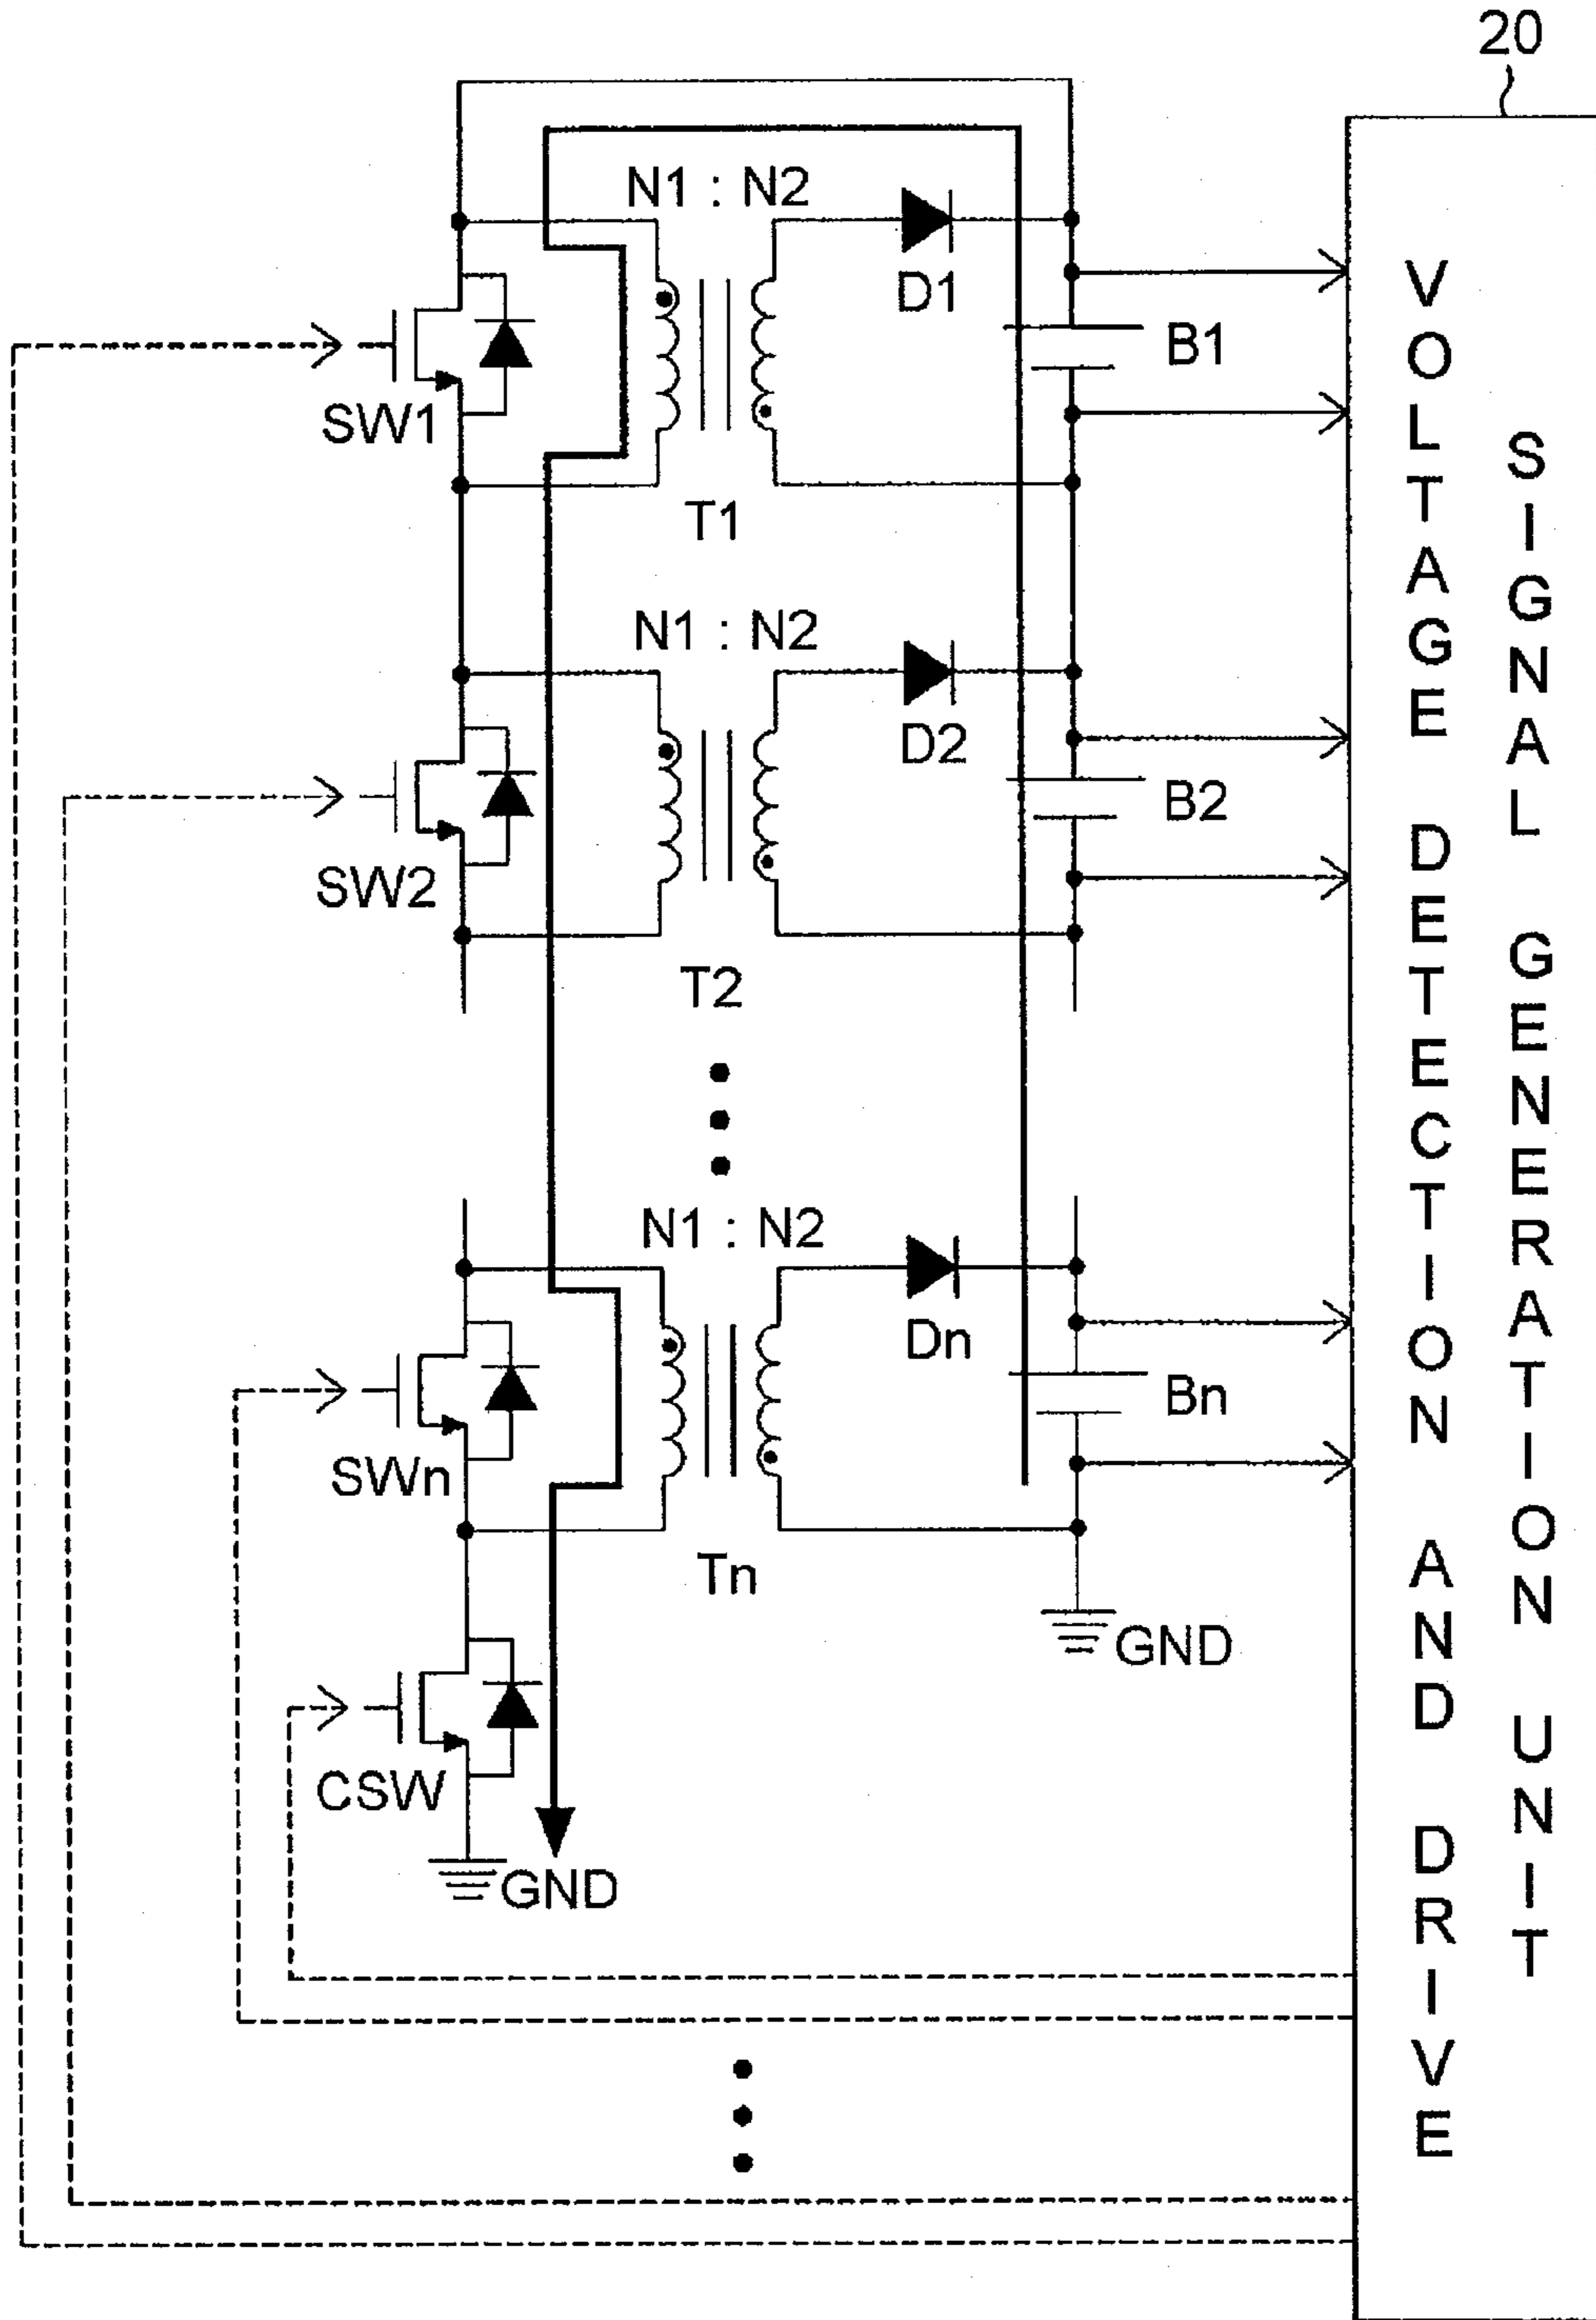 20
N1 : N2
D1
B1
SW1
T1
N1 : N2
D2
B2
SW2
T2
N1 : N2
Dn
Bn
SWn
Tn
GND
CSW
GND
VOLTAGE DETECTION AND DRIVE
SIGNAL GENERATION UNIT